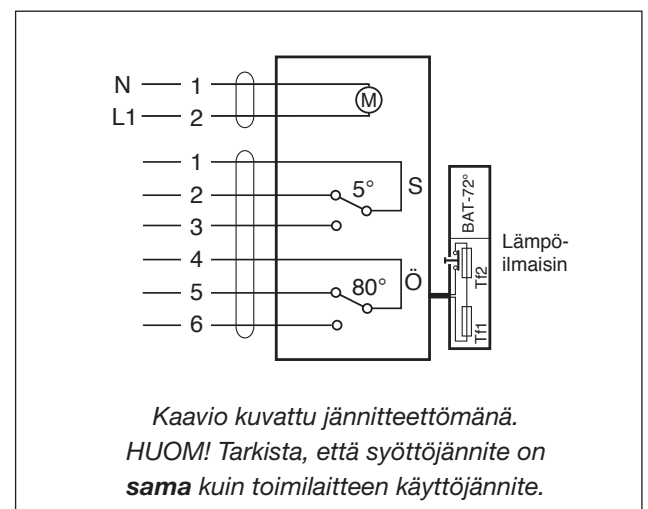 N 1
M
L1 2
1
2 5° S
3
4
5 80° Ö
6
BAT-72°
Tf2
Tf1
Lämpö-
ilmaisin
Kaavio kuvattu jännitteettömänä.
HUOM! Tarkista, että syöttöjännite on
sama kuin toimilaitteen käyttöjännite.